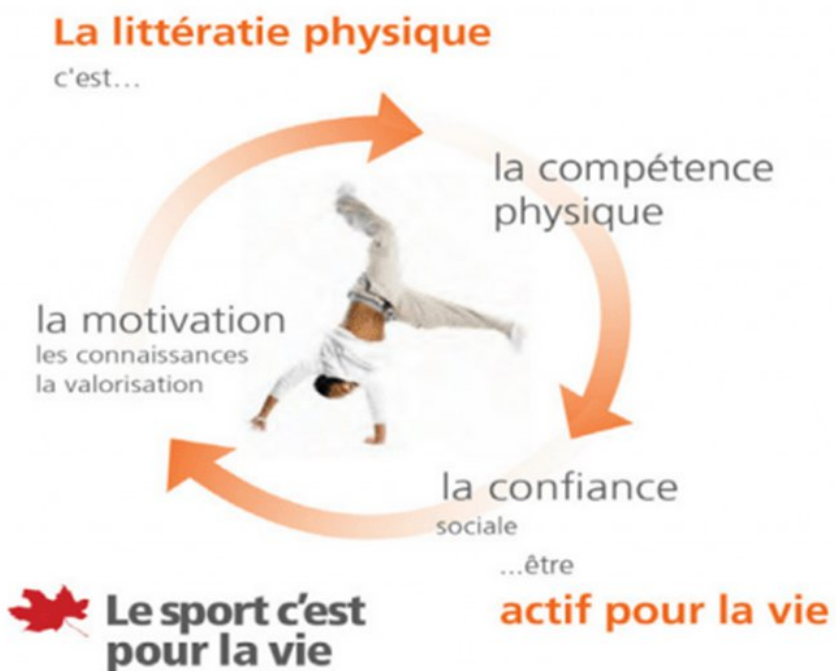 La littératie physique
c'est...
la compétence
physique
la motivation
les connaissances
la valorisation
la confiance
sociale
...être
actif pour la vie
Le sport c'est
pour la vie